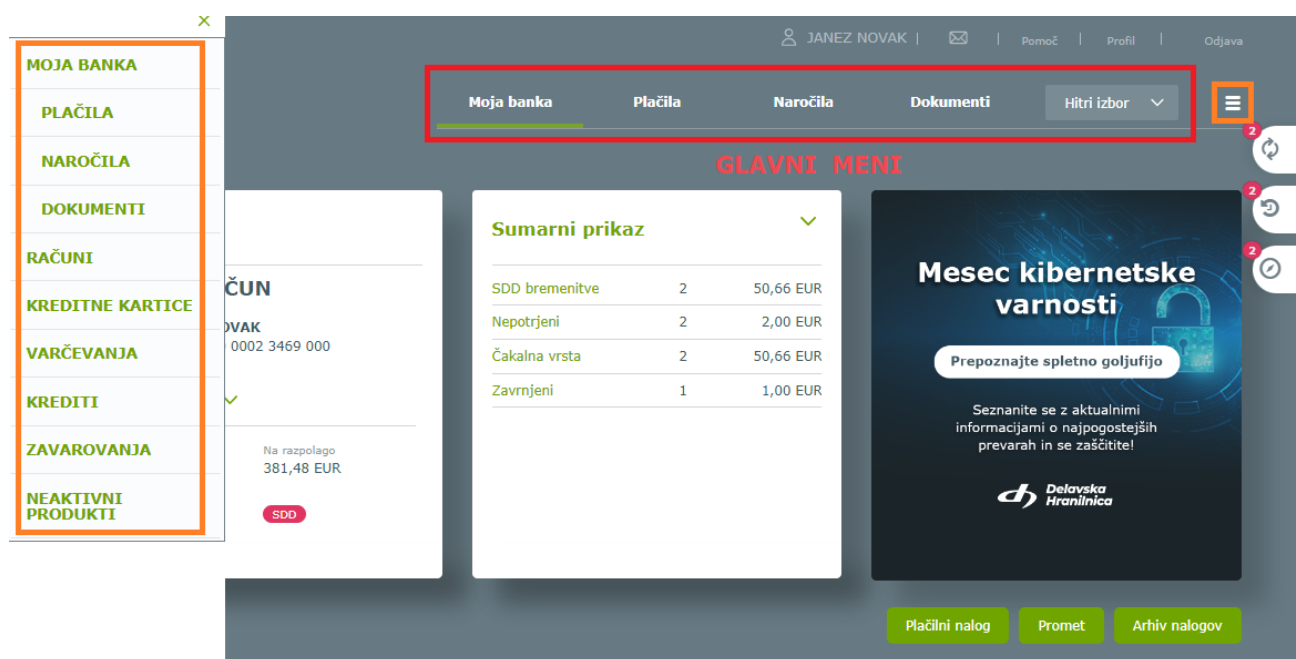 JANEZ NOVAK | | Pomoč | Profil | Odjava
MOJA BANKA
PLAČILA
NAROČILA
DOKUMENTI
RAČUNI
KREDITNE KARTICE
VARČEVANJA
KREDITI
ZAVAROVANJA
NEAKTIVNI
PRODUKTI
Moja banka Plačila Naročila Dokumenti Hitri izbor
GLAVNI MENI
2
2
2
ČUN
OVAK
0002 3469 000
Na razpolago
381,48 EUR
SDD
Sumarni prikaz
SDD bremenitve 2 50,66 EUR
Nepotrjeni 2 2,00 EUR
Čakalna vrsta 2 50,66 EUR
Zavrnjeni 1 1,00 EUR
Mesec kibernetske
varnosti
Prepoznajte spletno goljufijo
Seznanite se z aktualnimi
informacijami o najpogostejših
prevarah in se zaščitite!
Delavska
Hranilnica
Plačilni nalog Promet Arhiv nalogov